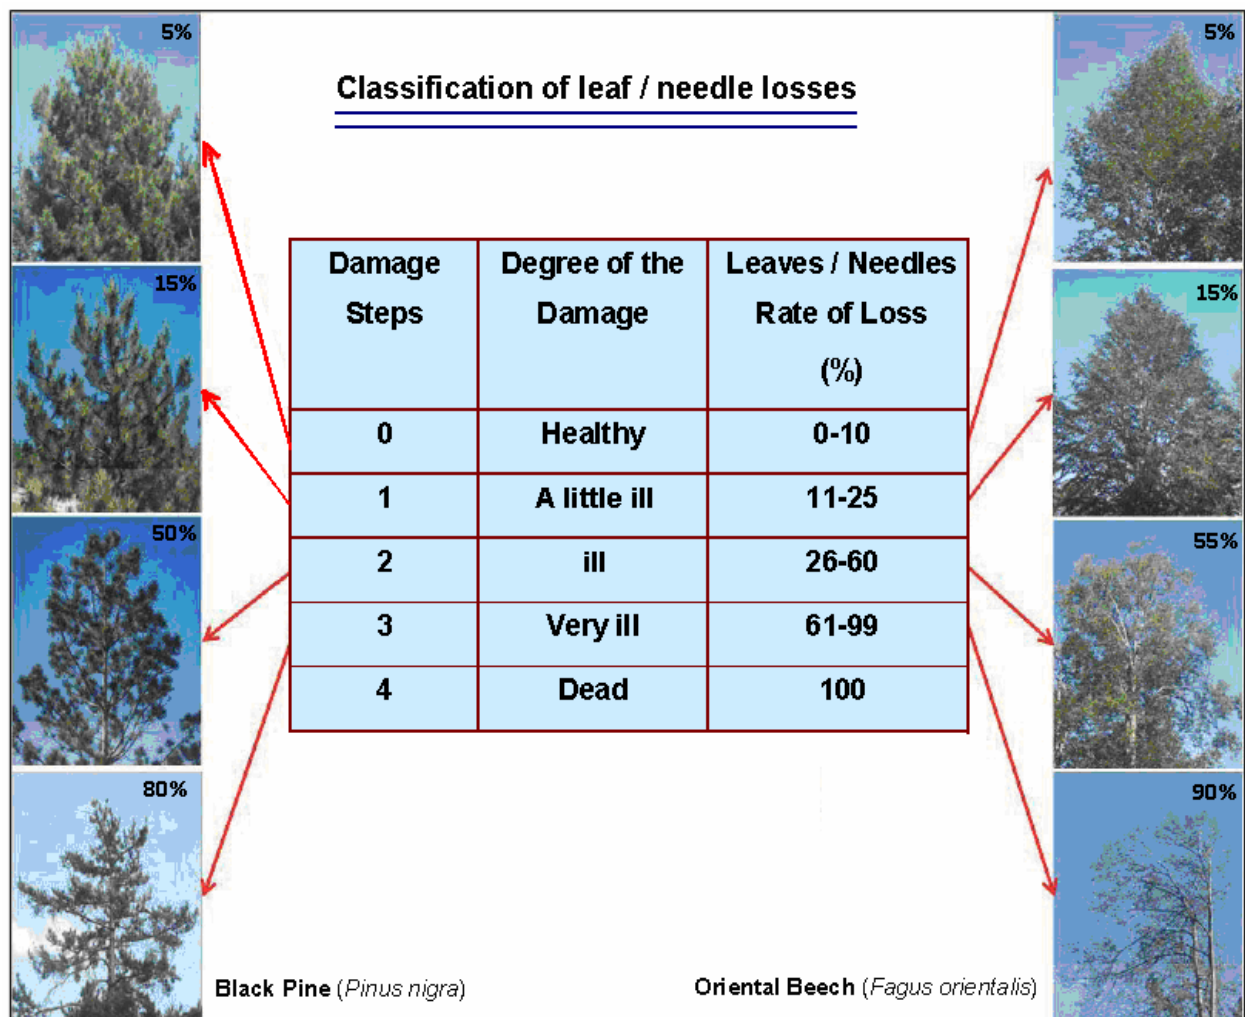 Classification of leaf / needle losses
5%
15%
50%
80%
Damage Steps | Degree of the Damage | Leaves / Needles Rate of Loss (%)
0 | Healthy | 0-10
1 | A little ill | 11-25
2 | ill | 26-60
3 | Very ill | 61-99
4 | Dead | 100
5%
15%
55%
90%
Black Pine (Pinus nigra)
Oriental Beech (Fagus orientalis)